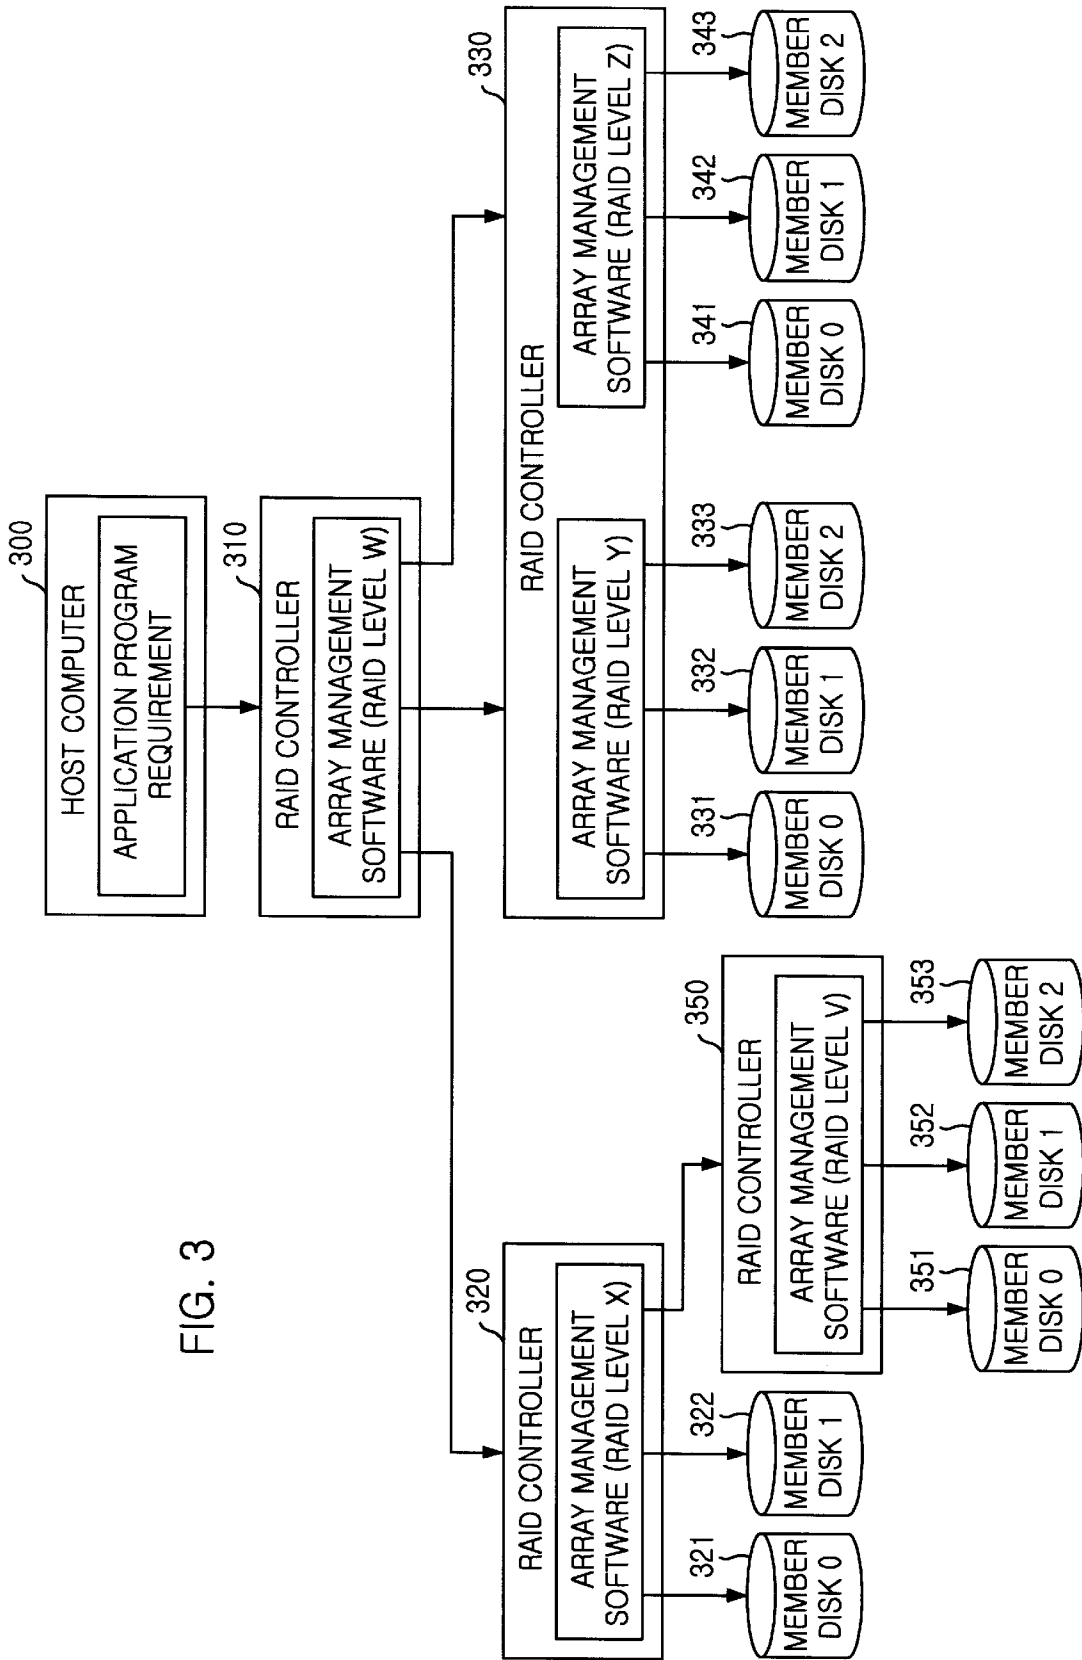 FIG. 3
300
HOST COMPUTER
APPLICATION PROGRAM
REQUIREMENT
310
RAID CONTROLLER
ARRAY MANAGEMENT
SOFTWARE (RAID LEVEL W)
320
RAID CONTROLLER
ARRAY MANAGEMENT
SOFTWARE (RAID LEVEL X)
330
RAID CONTROLLER
ARRAY MANAGEMENT
SOFTWARE (RAID LEVEL Y)
ARRAY MANAGEMENT
SOFTWARE (RAID LEVEL Z)
321
MEMBER
DISK 0
322
MEMBER
DISK 1
350
RAID CONTROLLER
ARRAY MANAGEMENT
SOFTWARE (RAID LEVEL V)
331
MEMBER
DISK 0
332
MEMBER
DISK 1
333
MEMBER
DISK 2
341
MEMBER
DISK 0
342
MEMBER
DISK 1
343
MEMBER
DISK 2
351
MEMBER
DISK 0
352
MEMBER
DISK 1
353
MEMBER
DISK 2